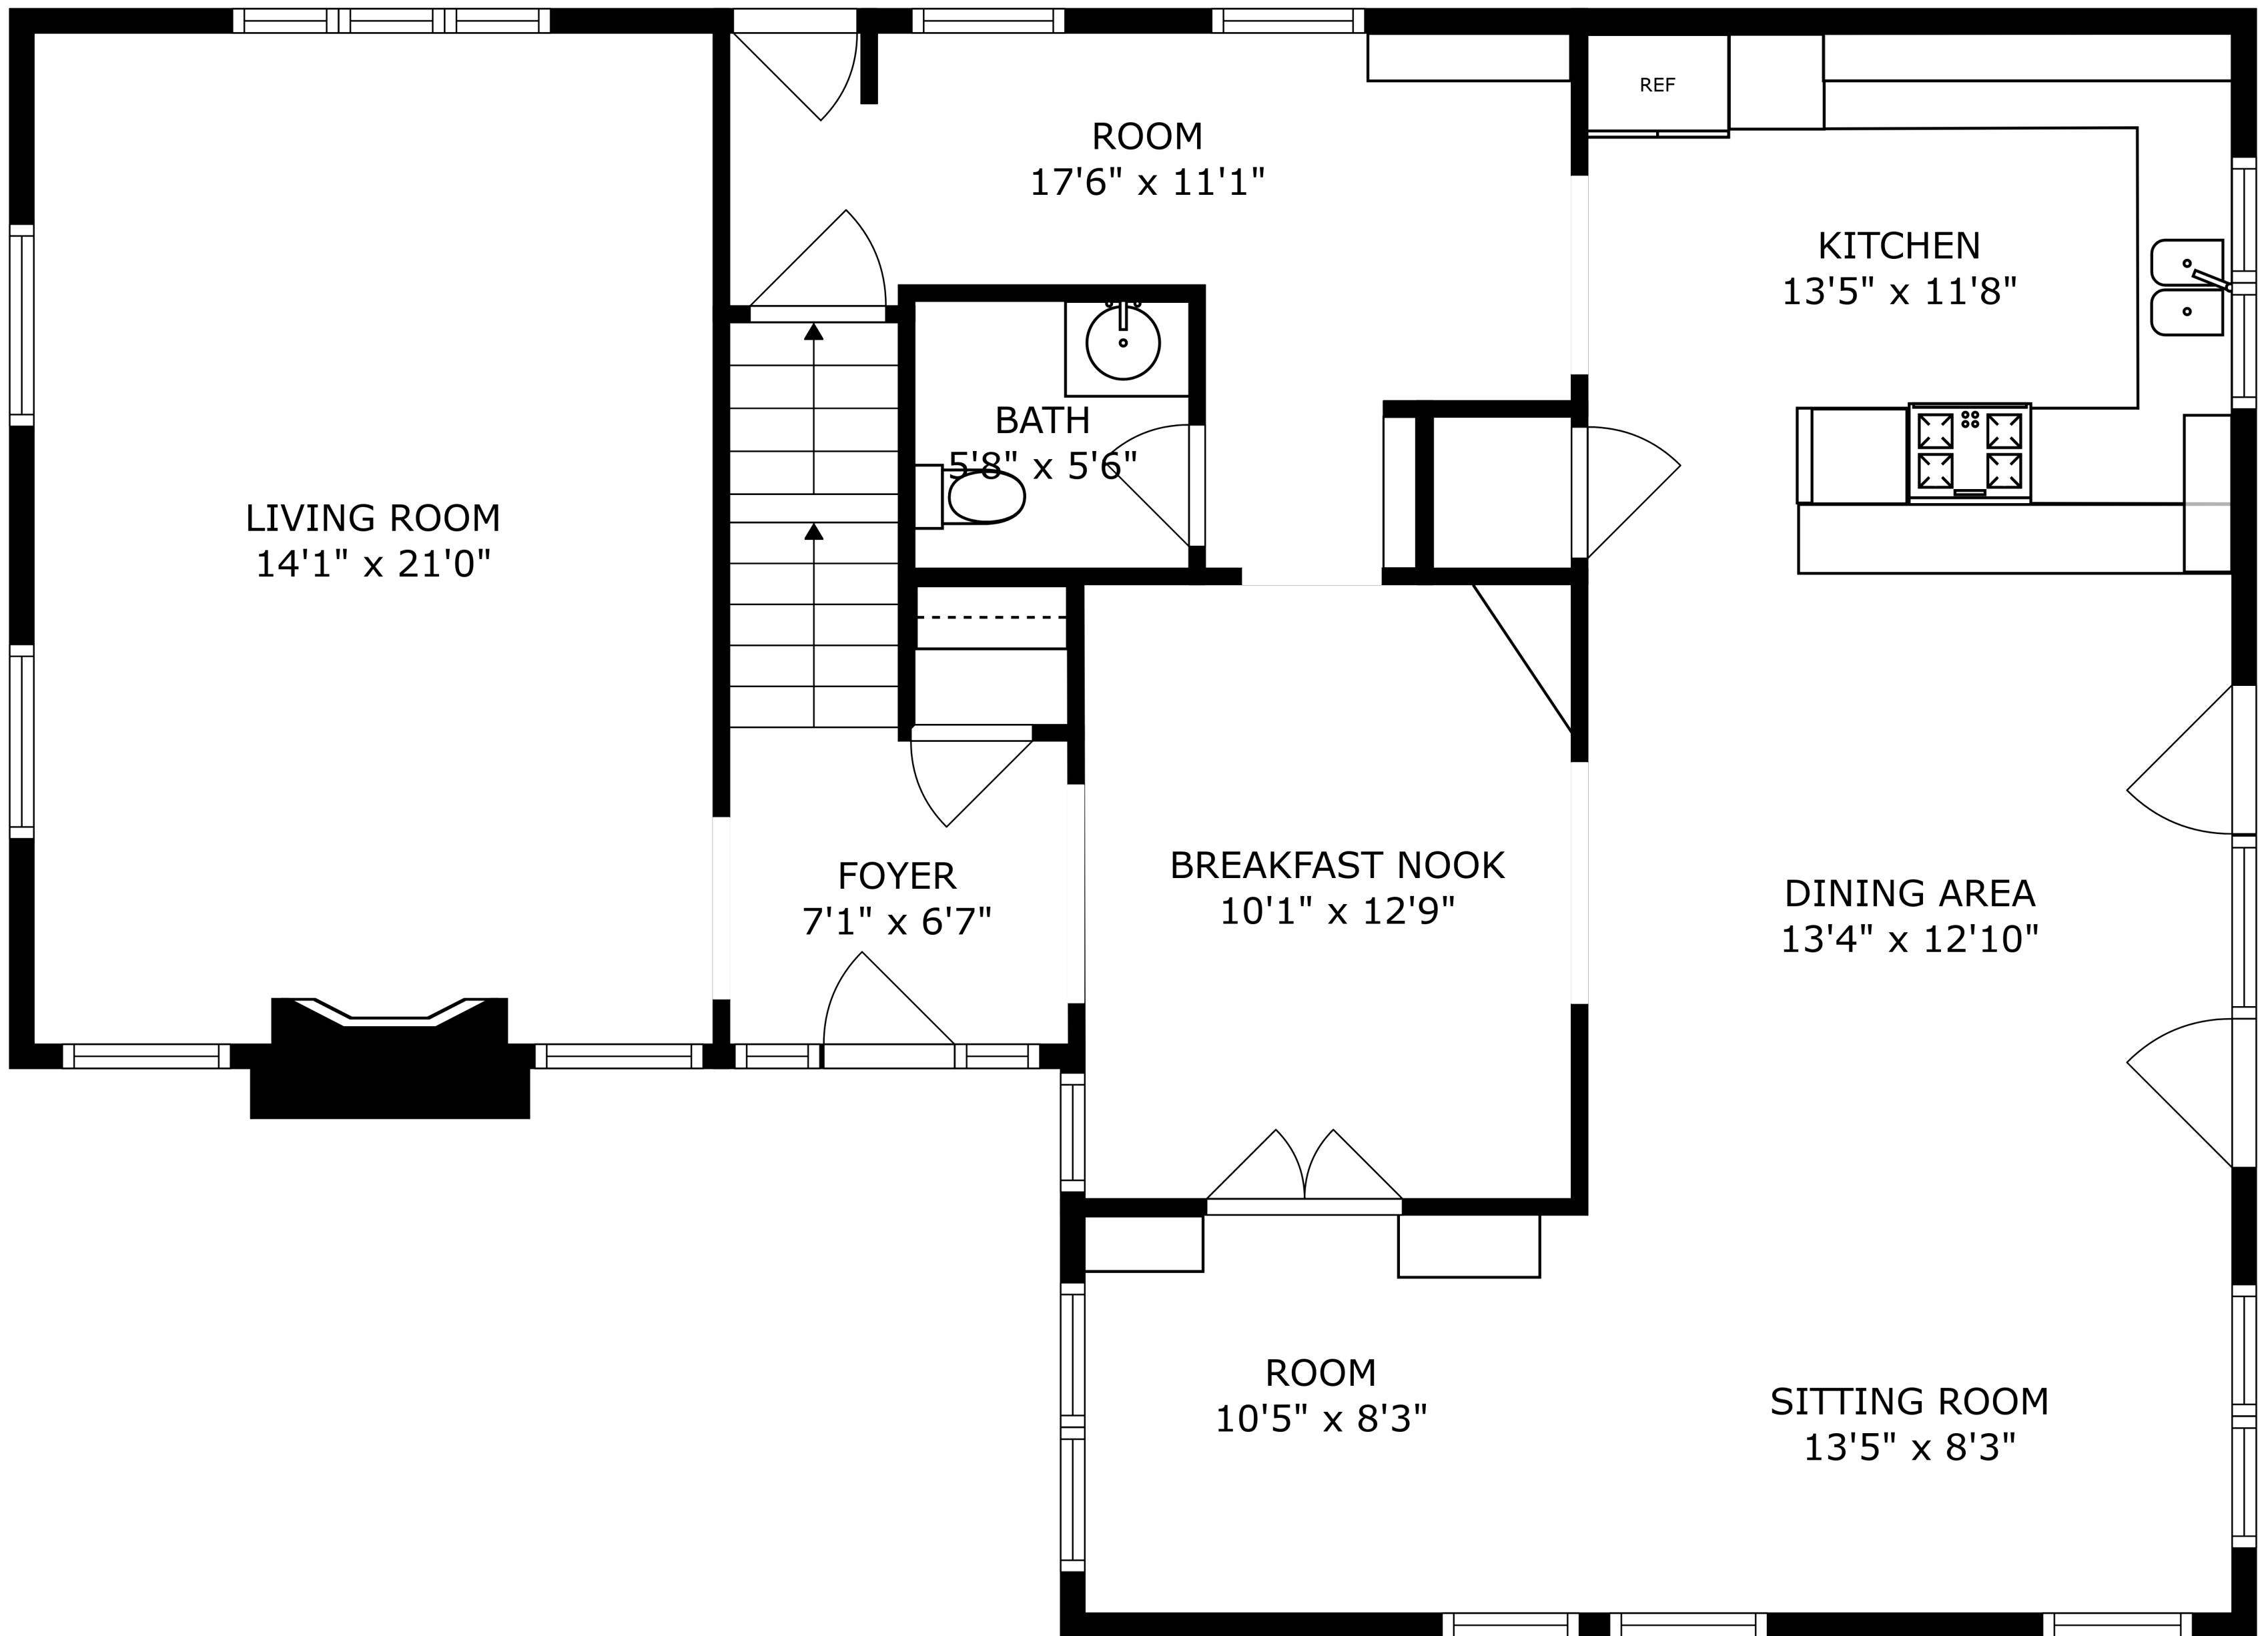 REF
ROOM
17'6" x 11'1"
KITCHEN
13'5" x 11'8"
BATH
5'8" x 5'6"
LIVING ROOM
14'1" x 21'0"
FOYER
7'1" x 6'7"
BREAKFAST NOOK
10'1" x 12'9"
DINING AREA
13'4" x 12'10"
ROOM
10'5" x 8'3"
SITTING ROOM
13'5" x 8'3"